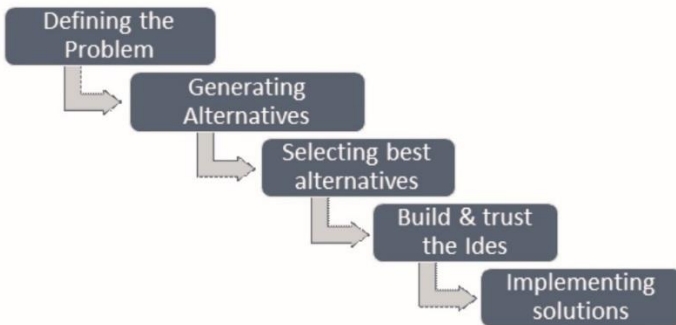 Defining the
Problem
Generating
Alternatives
Selecting best
alternatives
Build & trust
the Ides
Implementing
solutions